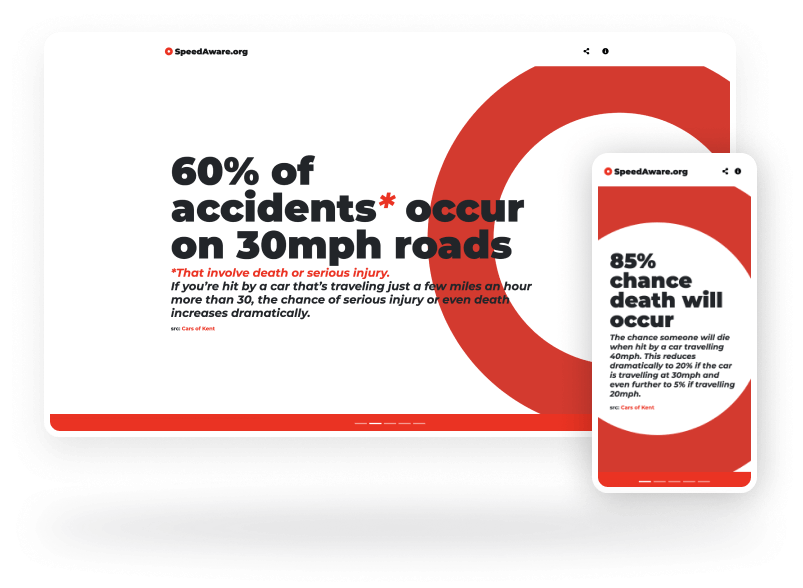 SpeedAware.org
60% of
accidents* occur
on 30mph roads
*That involve death or serious injury.
If you’re hit by a car that’s traveling just a few miles an hour
more than 30, the chance of serious injury or even death
increases dramatically.
src: Cars of Kent
SpeedAware.org
85%
chance
death will
occur
The chance someone will die
when hit by a car travelling
40mph. This reduces
dramatically to 20% if the car
is travelling at 30mph and
even further to 5% if travelling
20mph.
src: Cars of Kent